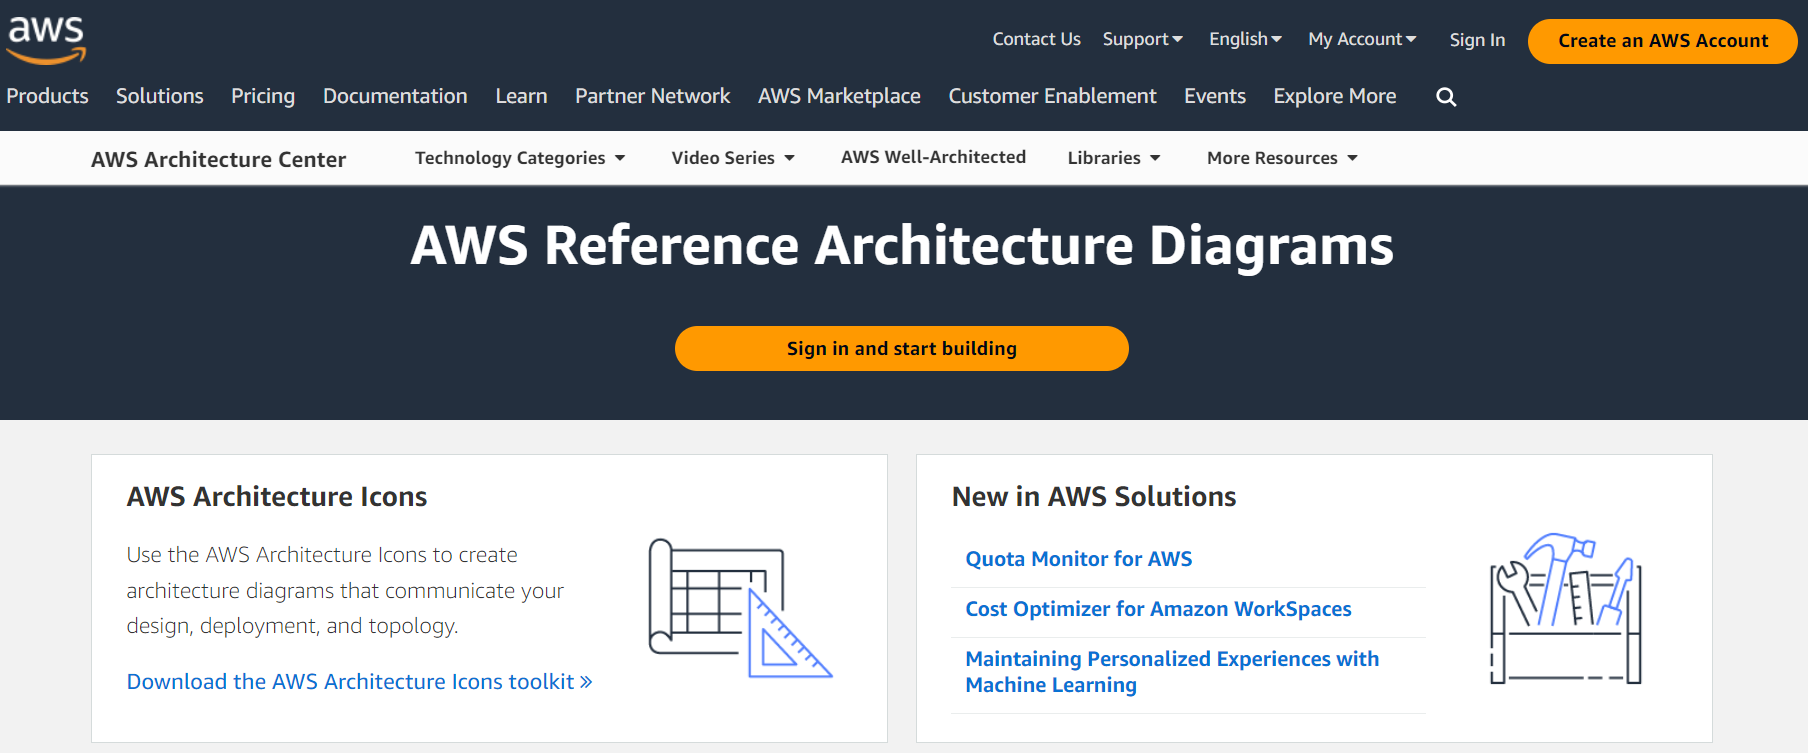 aws
Contact Us Support English My Account Sign In Create an AWS Account
Products Solutions Pricing Documentation Learn Partner Network AWS Marketplace Customer Enablement Events Explore More
AWS Architecture Center Technology Categories Video Series AWS Well-Architected Libraries More Resources
AWS Reference Architecture Diagrams
Sign in and start building
AWS Architecture Icons
Use the AWS Architecture Icons to create
architecture diagrams that communicate your
design, deployment, and topology.
Download the AWS Architecture Icons toolkit »
New in AWS Solutions
Quota Monitor for AWS
Cost Optimizer for Amazon WorkSpaces
Maintaining Personalized Experiences with
Machine Learning